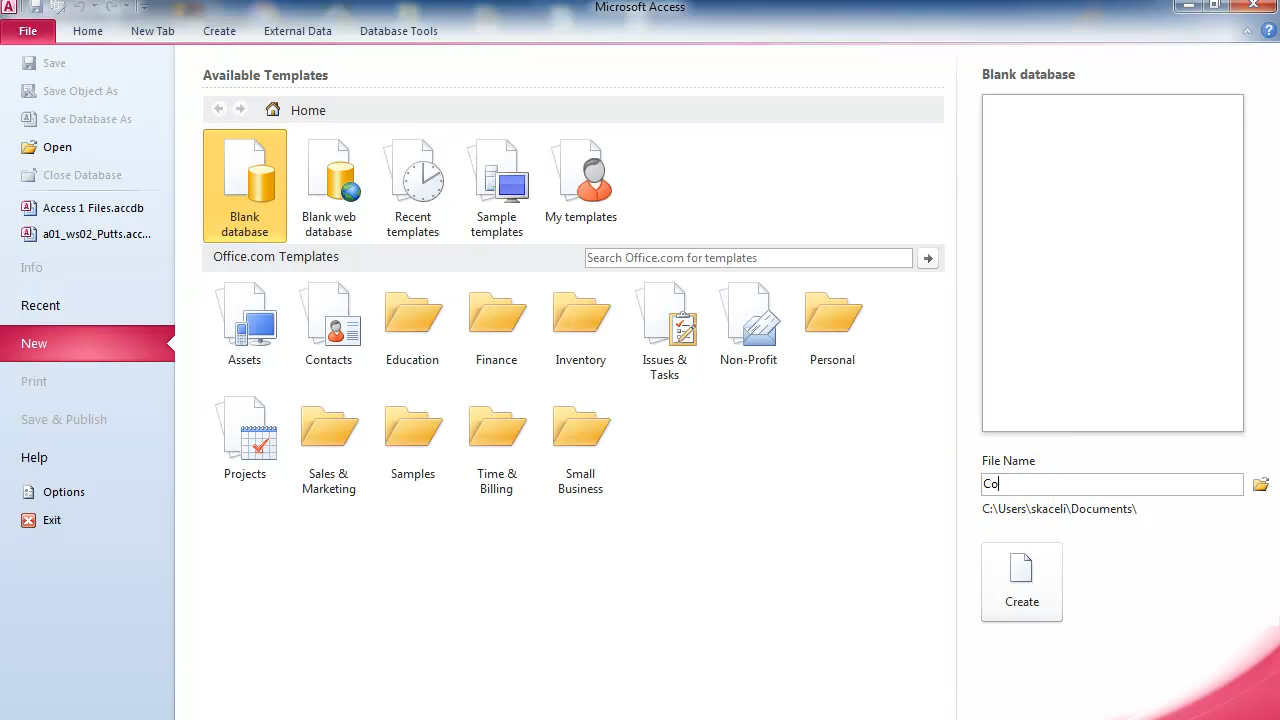 Microsoft Access
File Home New Tab Create External Data Database Tools
Save
Save Object As
Save Database As
Open
Close Database
Access 1 Files.accdb
a01_ws02_Putts.acc...
Info
Recent
New
Print
Save & Publish
Help
Options
Exit
Available Templates
Home
Blank database
Blank web database
Recent templates
Sample templates
My templates
Office.com Templates
Search Office.com for templates
Assets
Contacts
Education
Finance
Inventory
Issues & Tasks
Non-Profit
Personal
Projects
Sales & Marketing
Samples
Time & Billing
Small Business
Blank database
File Name
Co
C:\Users\skaceli\Documents\
Create